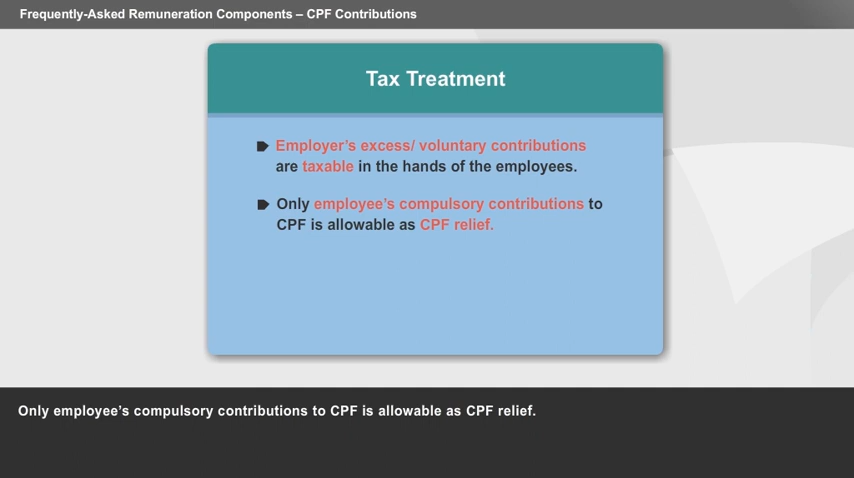 Frequently-Asked Remuneration Components – CPF Contributions
Tax Treatment
Employer's excess/ voluntary contributions
are taxable in the hands of the employees.
Only employee's compulsory contributions to
CPF is allowable as CPF relief.
Only employee's compulsory contributions to CPF is allowable as CPF relief.